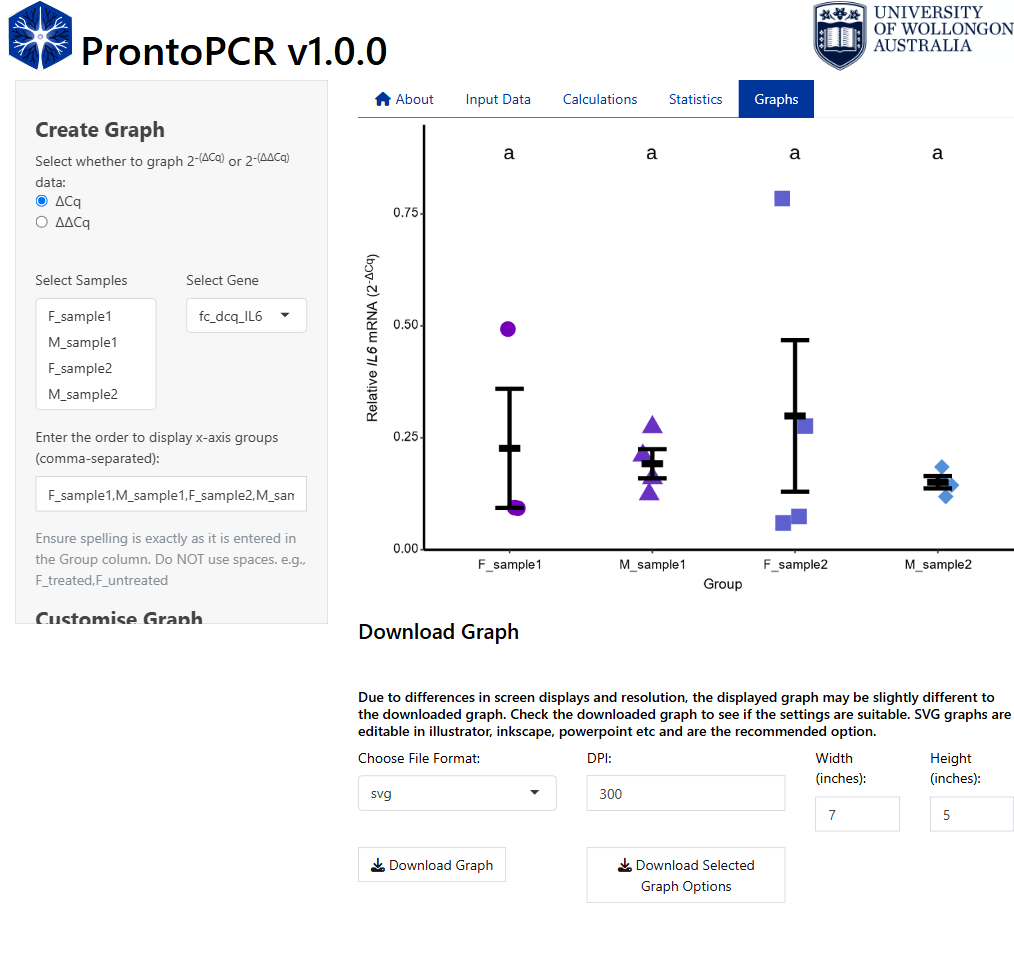 ProntoPCR v1.0.0
UNIVERSITY
OF WOLLONGONG
AUSTRALIA
About
Input Data
Calculations
Statistics
Graphs
Create Graph
Select whether to graph 2-(ΔCq) or 2-(ΔΔCq)
data:
ΔCq
ΔΔCq
Select Samples
Select Gene
F_sample1
M_sample1
F_sample2
M_sample2
fc_dcq_IL6
Enter the order to display x-axis groups
(comma-separated):
F_sample1,M_sample1,F_sample2,M_sam
Ensure spelling is exactly as it is entered in
the Group column. Do NOT use spaces. e.g.,
F_treated,F_untreated
Customise Graph
a a a a
Relative IL6 mRNA (2-ΔCq)
0.75
0.50
0.25
0.00
F_sample1 M_sample1 F_sample2 M_sample2
Group
Download Graph
Due to differences in screen displays and resolution, the displayed graph may be slightly different to
the downloaded graph. Check the downloaded graph to see if the settings are suitable. SVG graphs are
editable in illustrator, inkscape, powerpoint etc and are the recommended option.
Choose File Format:
svg
DPI:
300
Width
(inches):
7
Height
(inches):
5
Download Graph
Download Selected
Graph Options